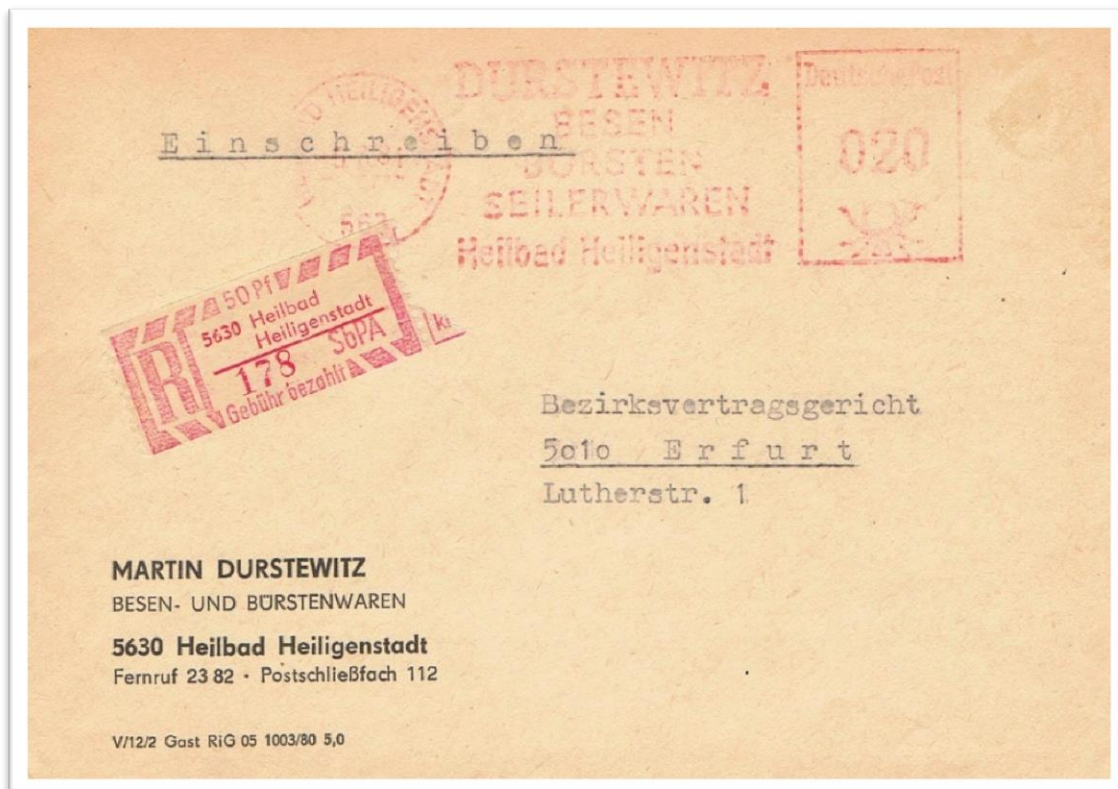 DURSTEWITZ
BESEN
BÜRSTEN
SEILERWAREN
Heilbad Heiligenstadt
Deutsche Post
020
HEILIGENSTADT
563
Einschreiben
50 Pf
R
5630 Heilbad
Heiligenstadt
178 SbPA
Gebühr bezahlt
Bezirksvertragsgericht
5010 Erfurt
Lutherstr. 1
MARTIN DURSTEWITZ
BESEN- UND BÜRSTENWAREN
5630 Heilbad Heiligenstadt
Fernruf 23 82 · Postschließfach 112
V/12/2 Gast RiG 05 1003/80 5,0